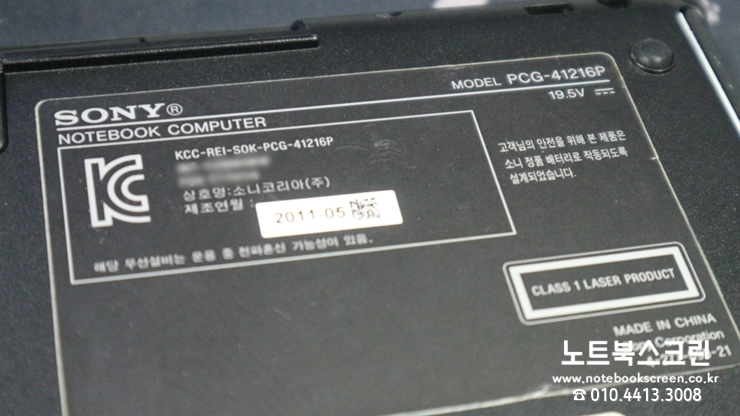 SONY®
MODEL PCG-41216P
NOTEBOOK COMPUTER
19.5V
KCC-REI-SOK-PCG-41216P
상호명:소니코리아(주)
제조연월 :
2011-05
해당 무선설비는 운용 중 전파혼신 가능성이 있음.
고객님의 안전을 위해 본 제품은
소니 정품 배터리로 작동되도록
설계되었습니다.
CLASS 1 LASER PRODUCT
MADE IN CHINA
Corporation
-21
노트북스크린
www.notebookscreen.co.kr
☎ 010.4413.3008